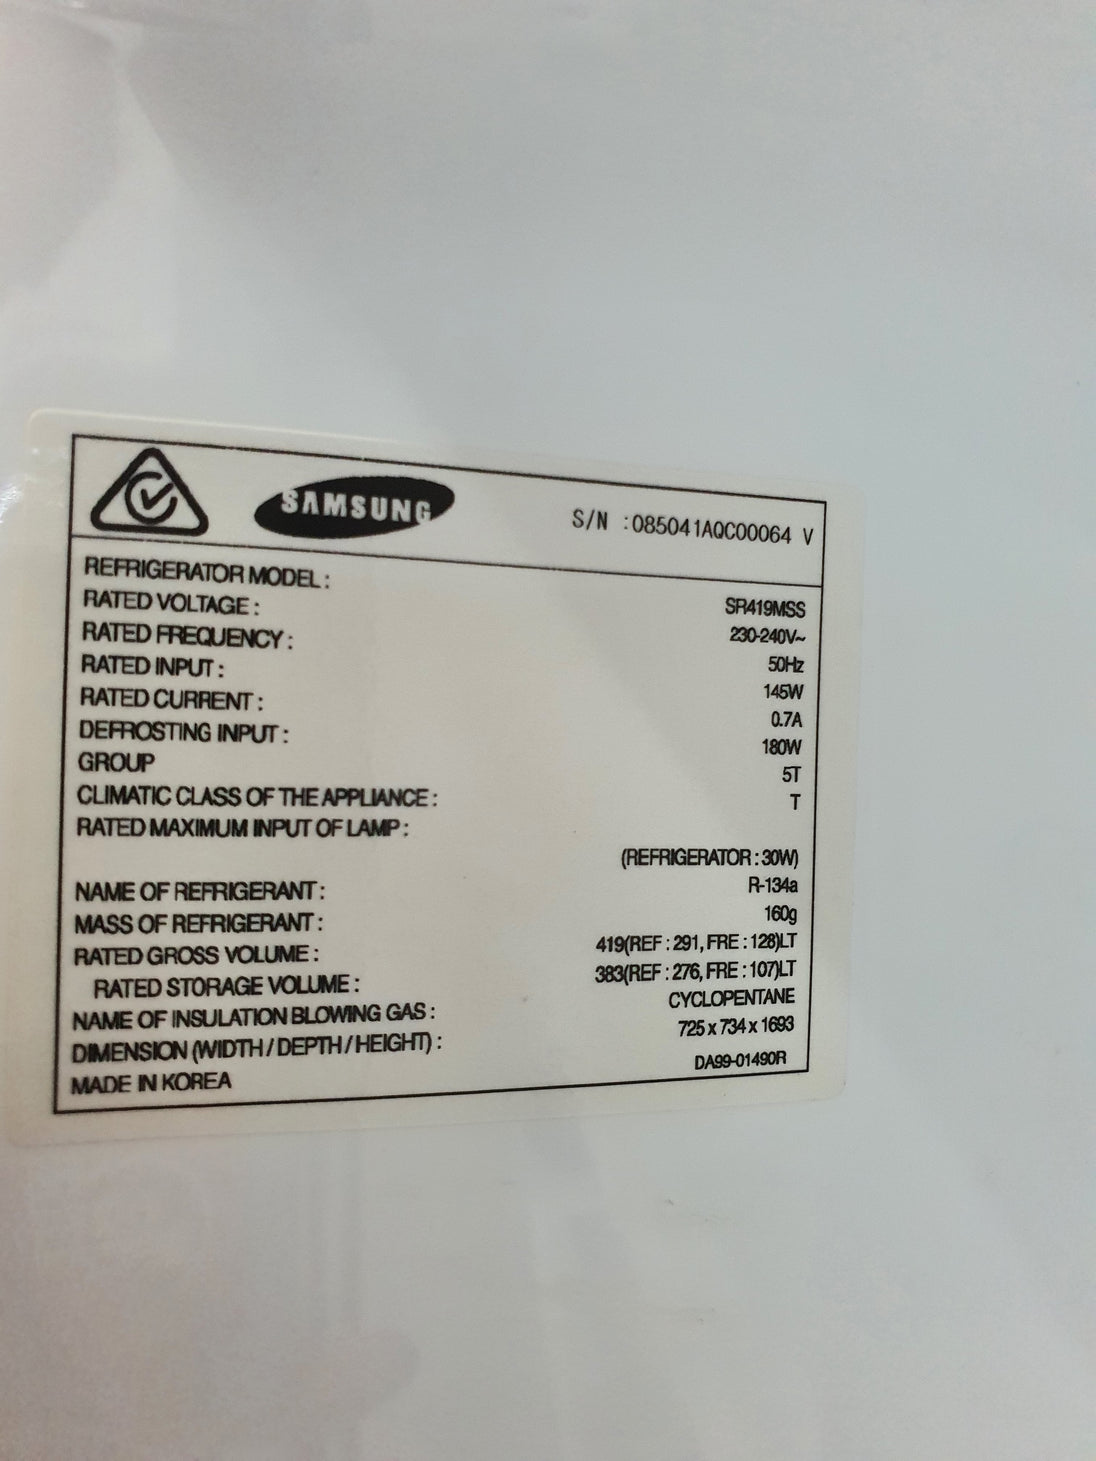 SAMSUNG S/N :085041AQC00064 V
REFRIGERATOR MODEL : SR419MSS
RATED VOLTAGE : 230-240V~
RATED FREQUENCY : 50Hz
RATED INPUT : 145W
RATED CURRENT : 0.7A
DEFROSTING INPUT : 180W
GROUP 5T
CLIMATIC CLASS OF THE APPLIANCE : T
RATED MAXIMUM INPUT OF LAMP :
(REFRIGERATOR : 30W)
NAME OF REFRIGERANT : R-134a
MASS OF REFRIGERANT : 160g
RATED GROSS VOLUME : 419(REF : 291, FRE : 128)LT
RATED STORAGE VOLUME : 383(REF : 276, FRE : 107)LT
NAME OF INSULATION BLOWING GAS : CYCLOPENTANE
DIMENSION (WIDTH / DEPTH / HEIGHT) : 725 x 734 x 1693
MADE IN KOREA DA99-01490R